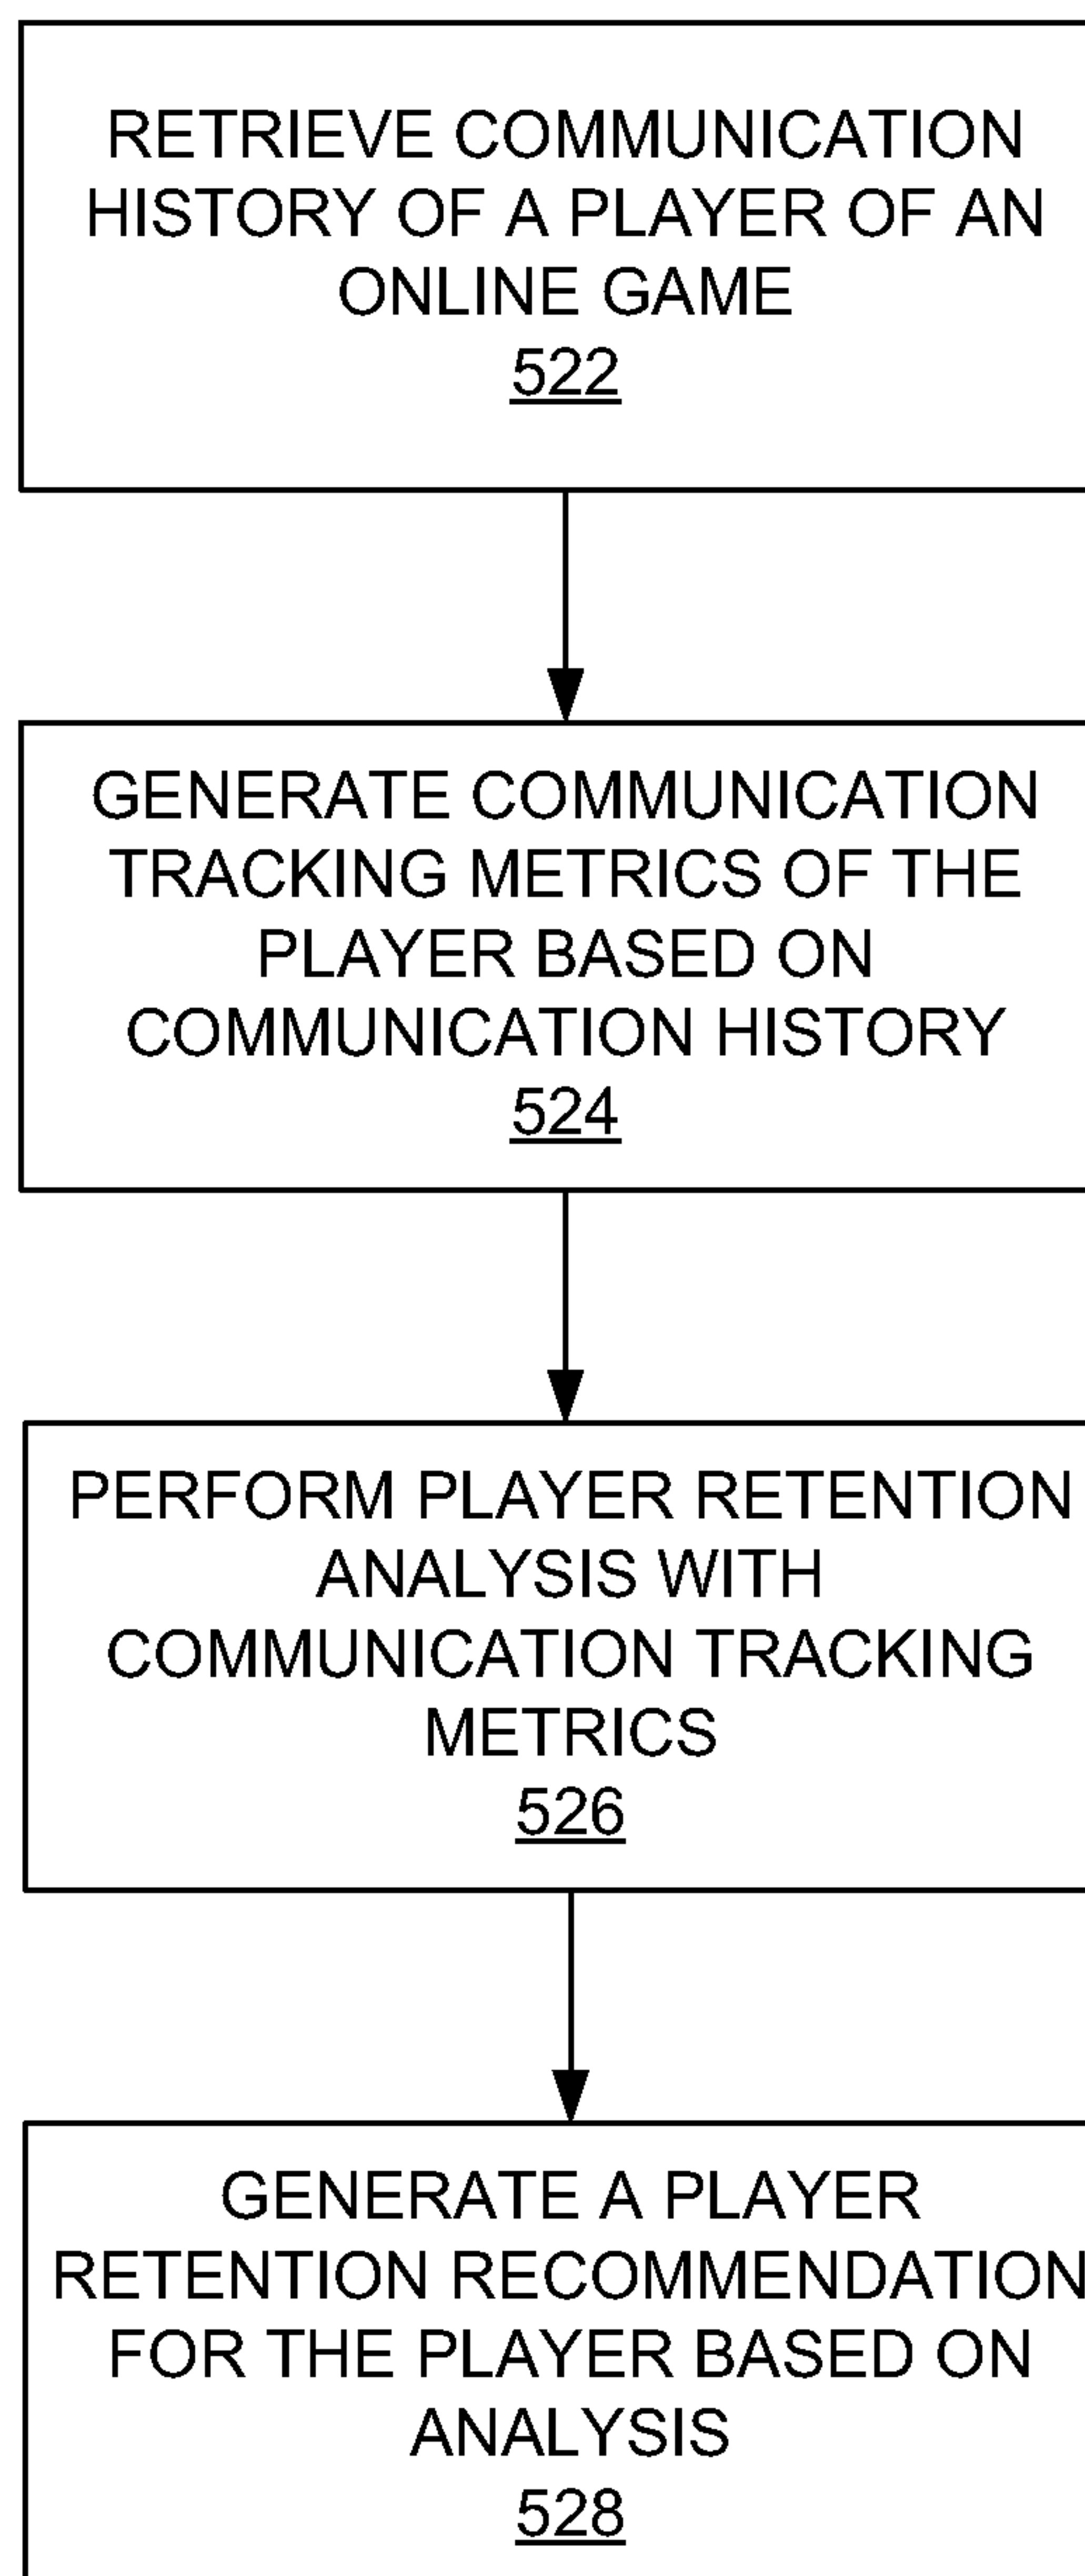 RETRIEVE COMMUNICATION
HISTORY OF A PLAYER OF AN
ONLINE GAME
522
GENERATE COMMUNICATION
TRACKING METRICS OF THE
PLAYER BASED ON
COMMUNICATION HISTORY
524
PERFORM PLAYER RETENTION
ANALYSIS WITH
COMMUNICATION TRACKING
METRICS
526
GENERATE A PLAYER
RETENTION RECOMMENDATION
FOR THE PLAYER BASED ON
ANALYSIS
528